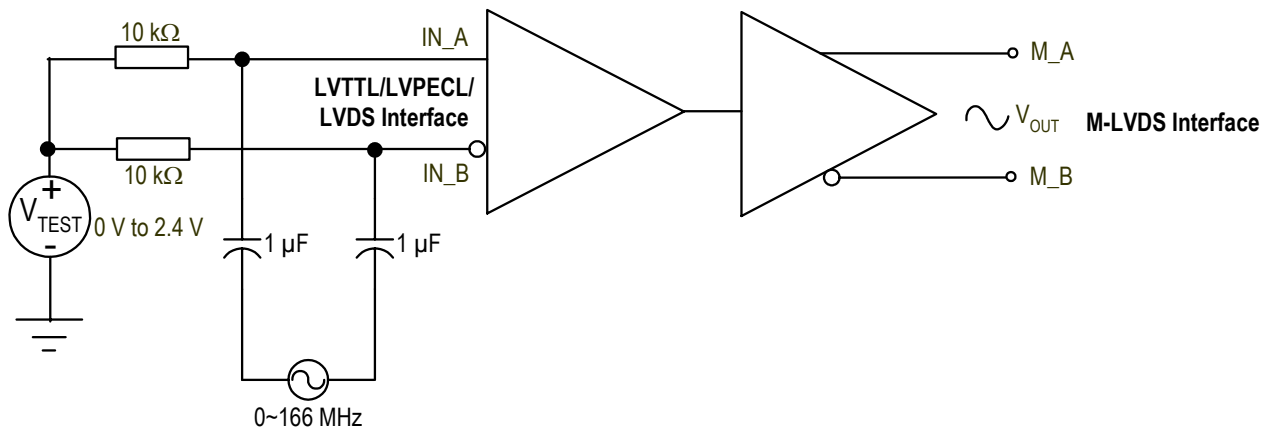 10 kΩ
IN_A
LVTTL/LVPECL/
LVDS Interface
IN_B
10 kΩ
+
V_TEST
-
0 V to 2.4 V
1 µF
1 µF
0~166 MHz
M_A
V_OUT
M-LVDS Interface
M_B